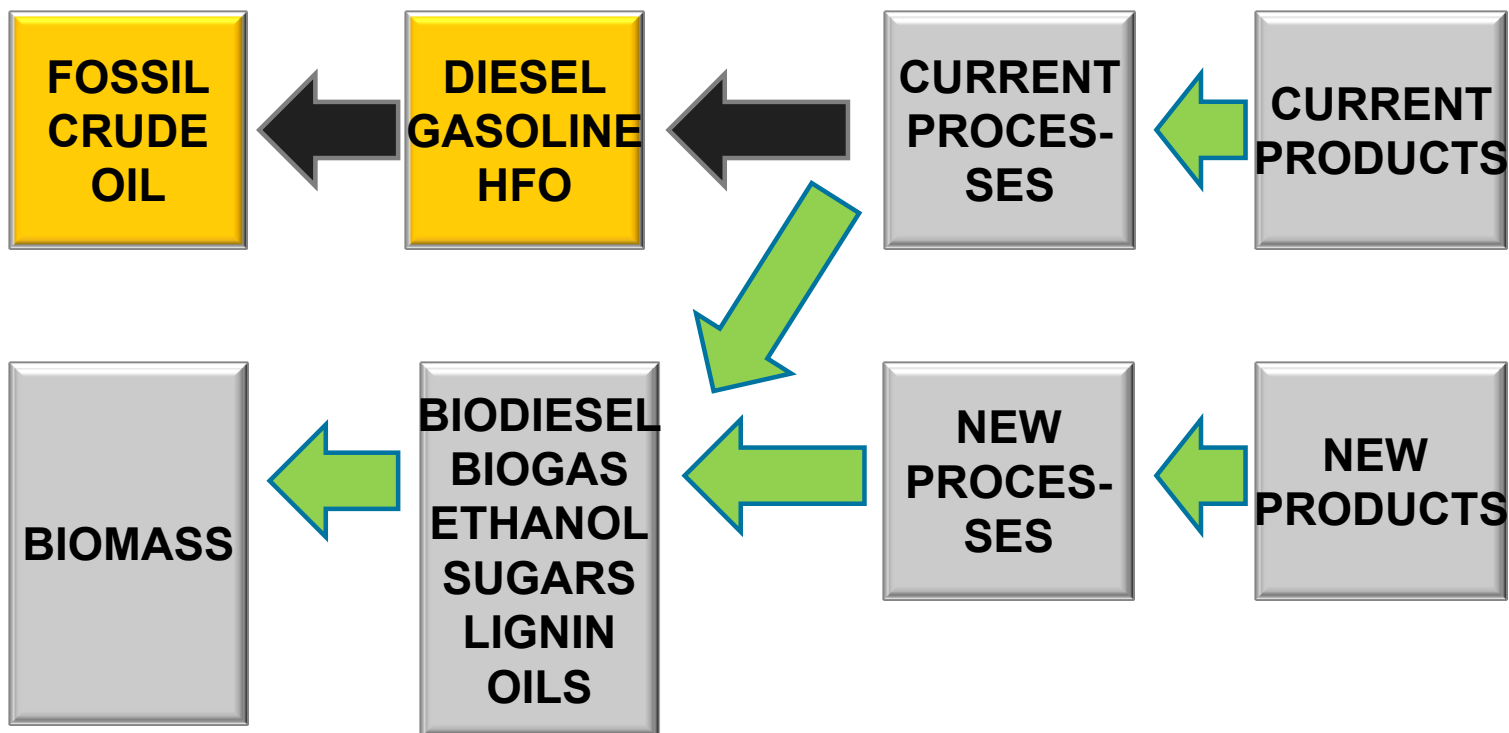 FOSSIL
CRUDE
OIL
DIESEL
GASOLINE
HFO
CURRENT
PROCES-
SES
CURRENT
PRODUCTS
BIOMASS
BIODIESEL
BIOGAS
ETHANOL
SUGARS
LIGNIN
OILS
NEW
PROCES-
SES
NEW
PRODUCTS